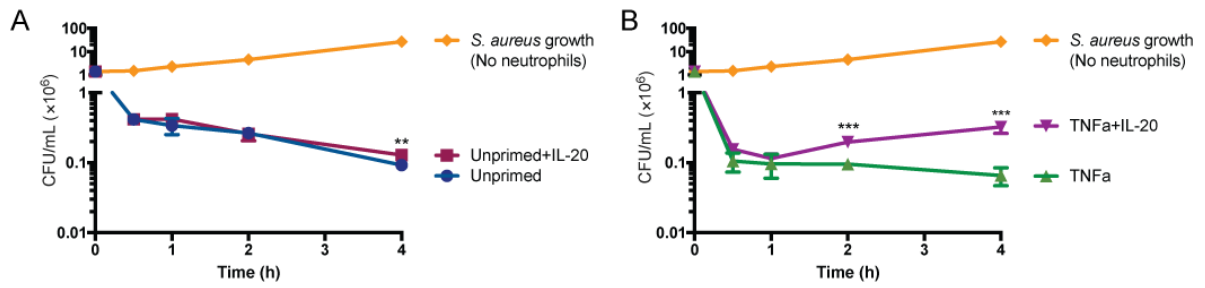 A
CFU/mL (×10⁶)
100
10
1
1
0.1
0.01
0
1
2
3
4
Time (h)
**
S. aureus growth
(No neutrophils)
Unprimed+IL-20
Unprimed
B
CFU/mL (×10⁶)
100
10
1
1
0.1
0.01
0
1
2
3
4
Time (h)
***
***
S. aureus growth
(No neutrophils)
TNFa+IL-20
TNFa